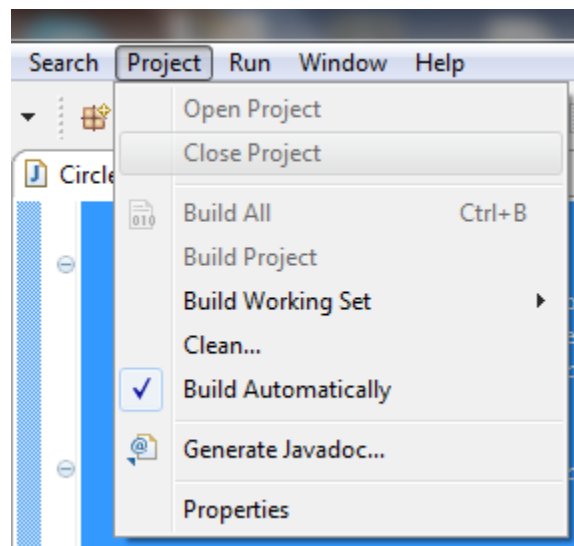 Search Project Run Window Help
Open Project
Close Project
J Circle
010 Build All Ctrl+B
Build Project
Build Working Set
Clean...
Build Automatically
@ Generate Javadoc...
Properties